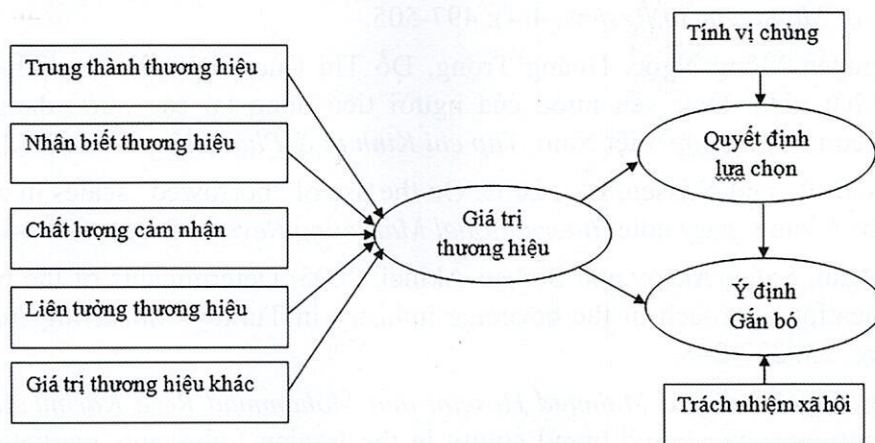 Tính vị chủng
Trung thành thương hiệu
Nhận biết thương hiệu
Quyết định
lựa chọn
Chất lượng cảm nhận
Giá trị
thương hiệu
Liên tưởng thương hiệu
Ý định
Gắn bó
Giá trị thương hiệu khác
Trách nhiệm xã hội